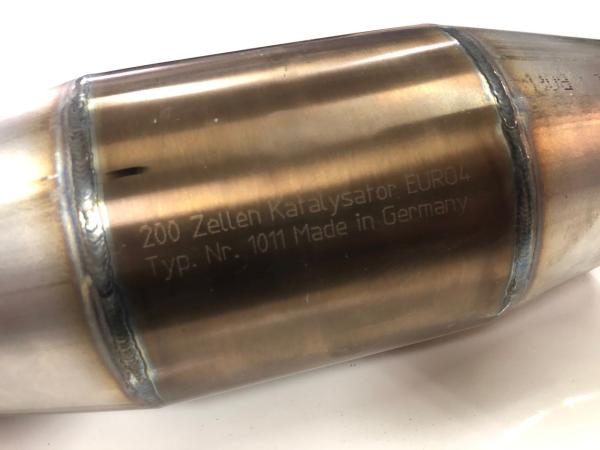 200 Zellen Katalysator EURO4
Typ. Nr. 1011 Made in Germany